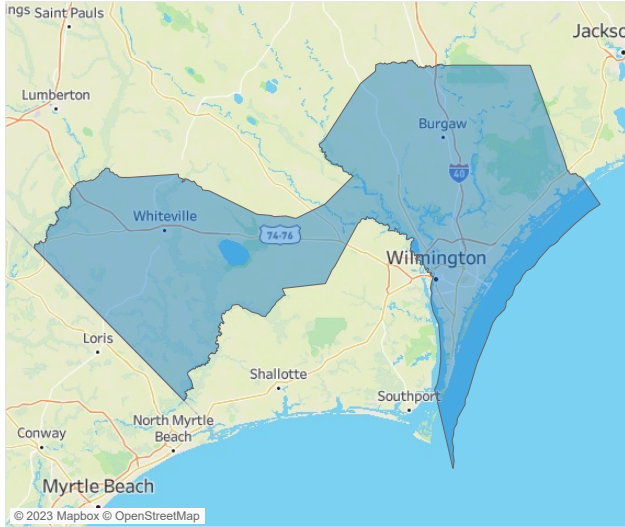 ngs
Saint Pauls
Jackso
Lumberton
Burgaw
40
Whiteville
74-76
Wilmington
Loris
Shallotte
Southport
North Myrtle
Beach
Conway
Myrtle Beach
© 2023 Mapbox © OpenStreetMap